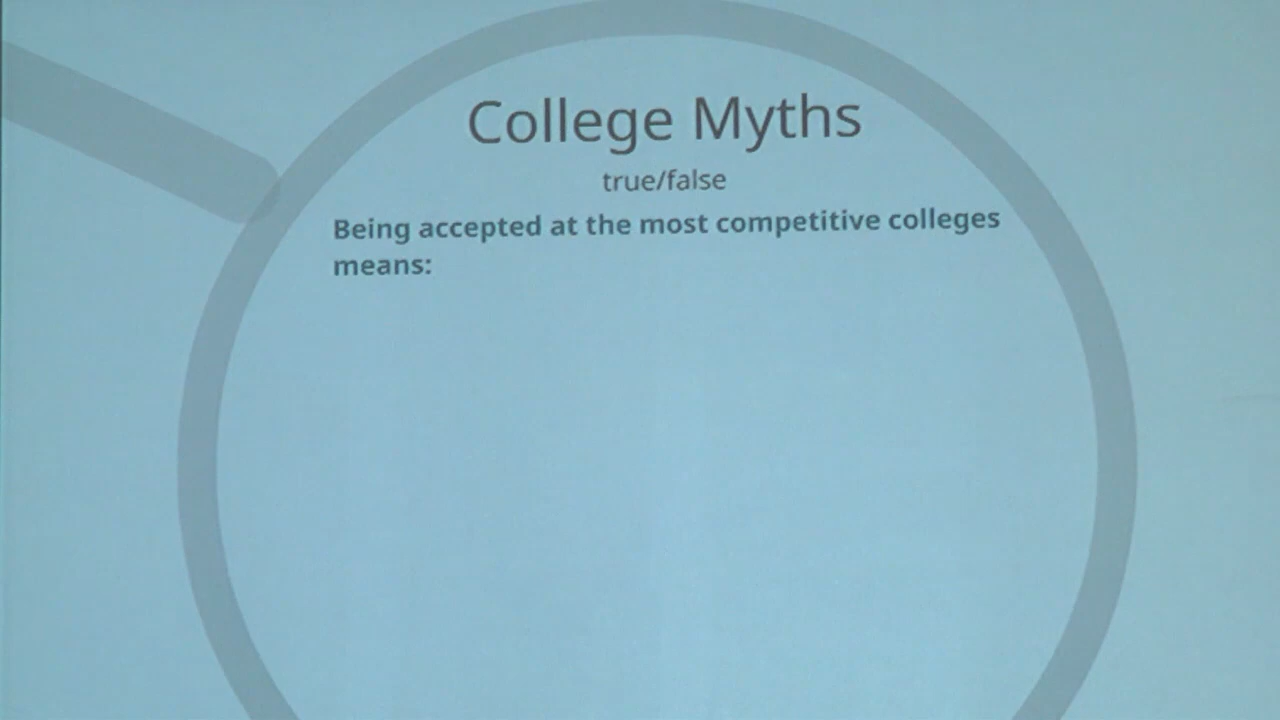 College Myths
true/false
Being accepted at the most competitive colleges
means: